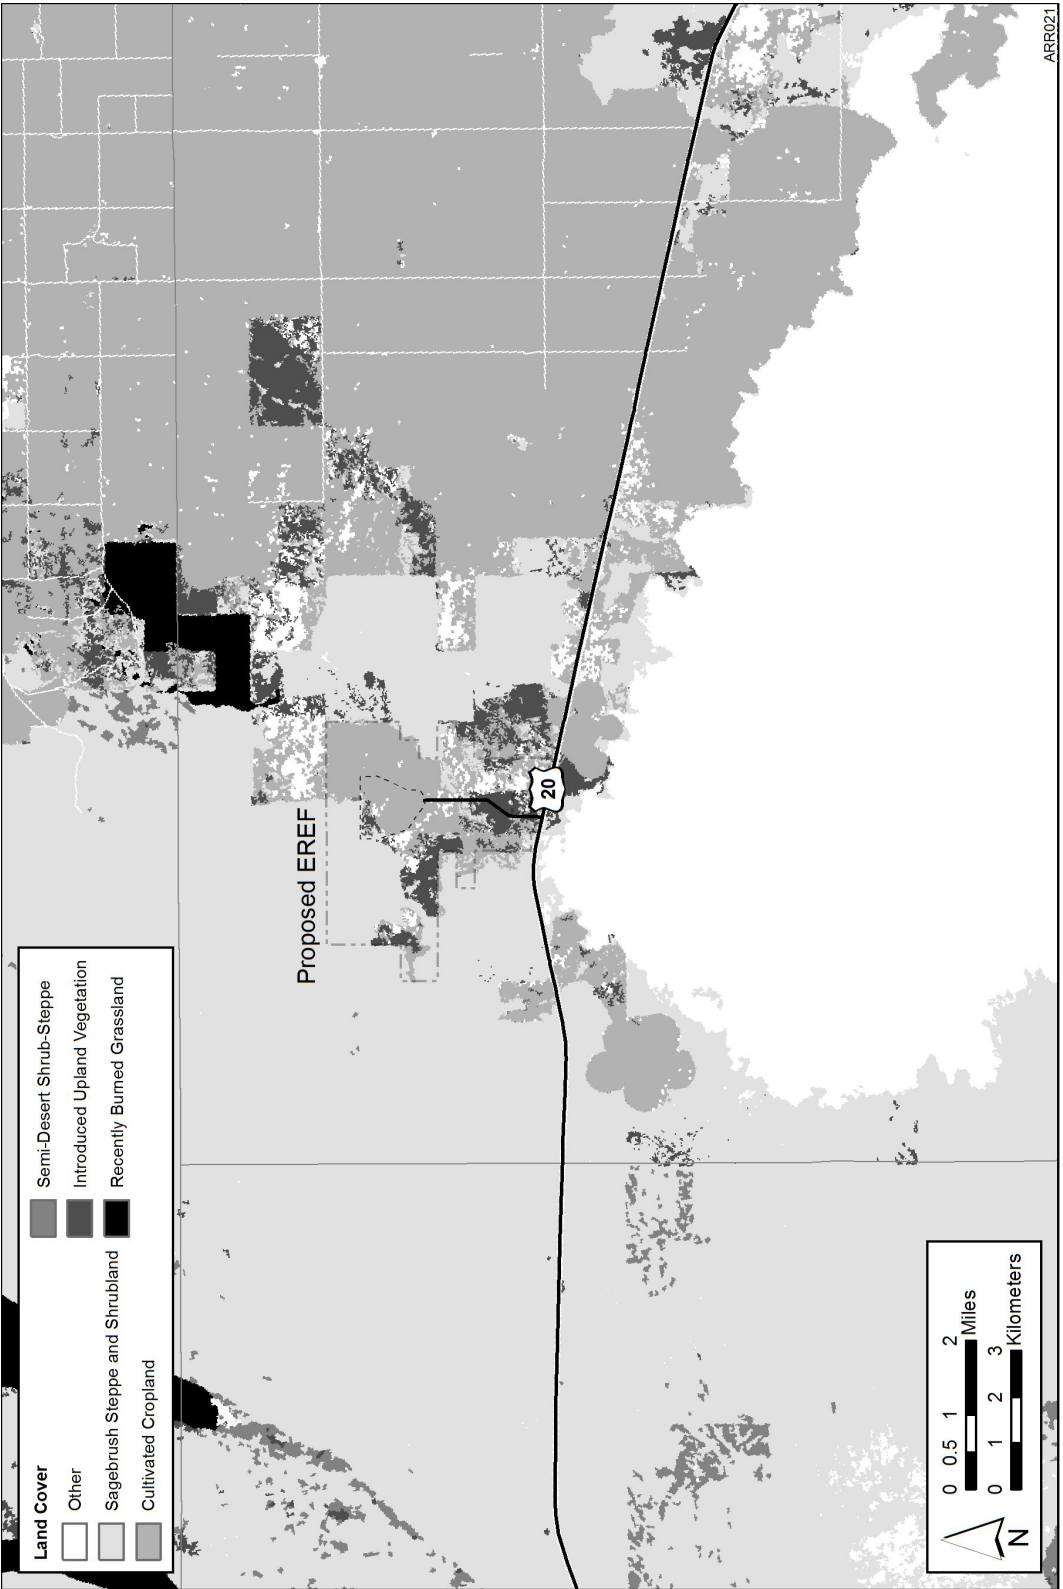 Land Cover
Other
Sagebrush Steppe and Shrubland
Cultivated Cropland
Semi-Desert Shrub-Steppe
Introduced Upland Vegetation
Recently Burned Grassland
Proposed EREF
20
N
0 0.5 1 2
Miles
0 1 2 3
Kilometers
ARR021